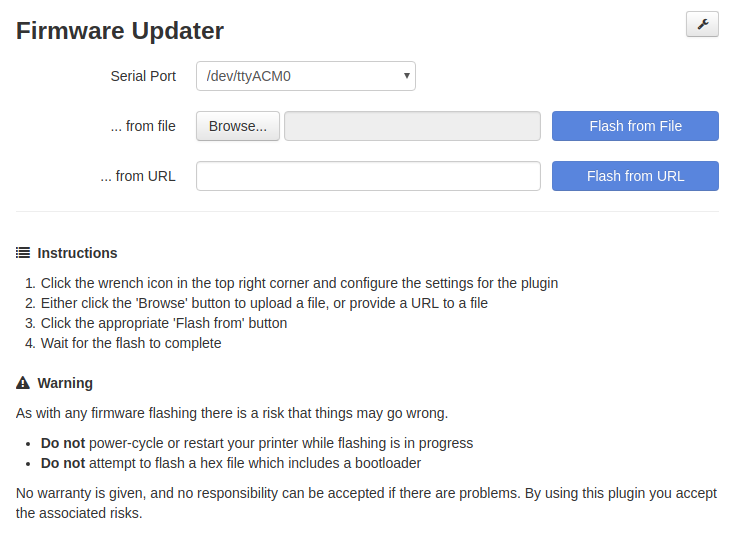 Firmware Updater
Serial Port /dev/ttyACM0
... from file Browse... Flash from File
... from URL Flash from URL
Instructions
1. Click the wrench icon in the top right corner and configure the settings for the plugin
2. Either click the 'Browse' button to upload a file, or provide a URL to a file
3. Click the appropriate 'Flash from' button
4. Wait for the flash to complete
Warning
As with any firmware flashing there is a risk that things may go wrong.
• Do not power-cycle or restart your printer while flashing is in progress
• Do not attempt to flash a hex file which includes a bootloader
No warranty is given, and no responsibility can be accepted if there are problems. By using this plugin you accept
the associated risks.